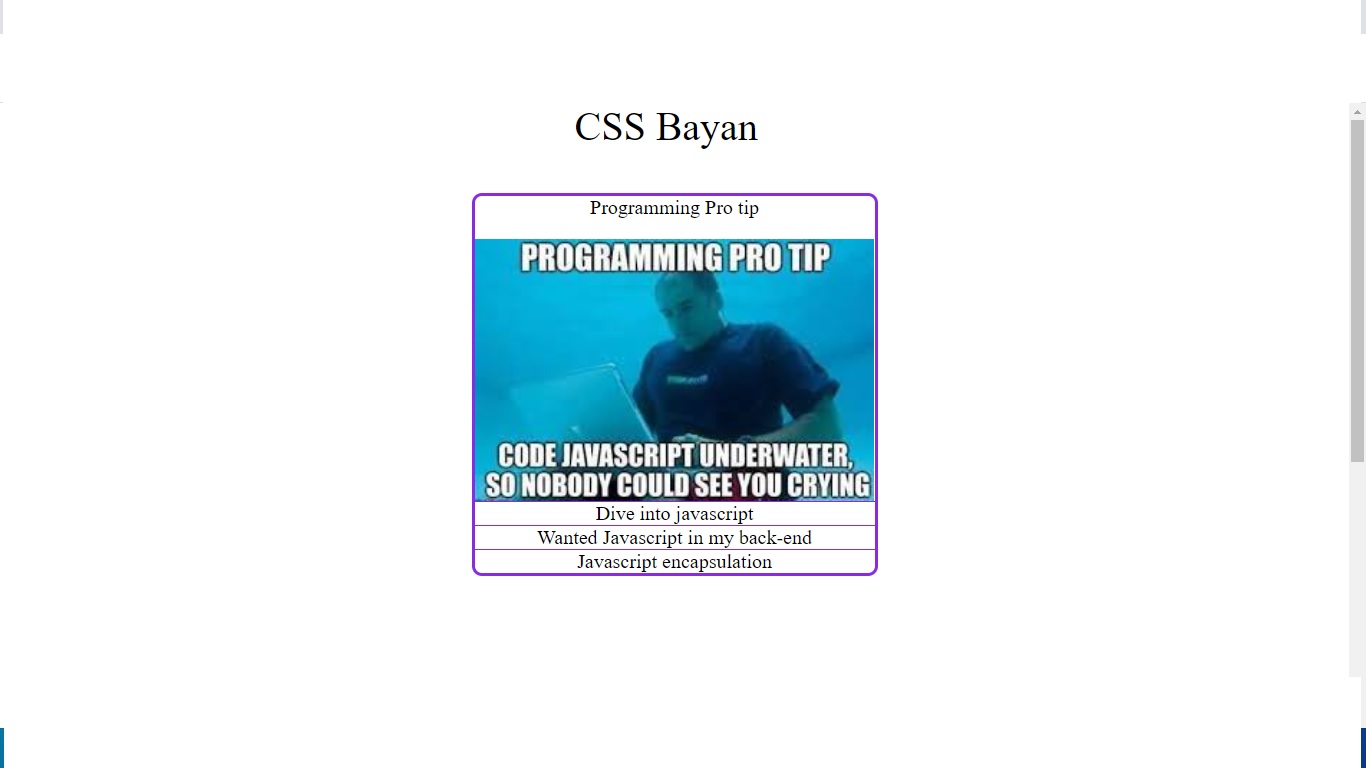 CSS Bayan
Programming Pro tip
PROGRAMMING PRO TIP
CODE JAVASCRIPT UNDERWATER,
SO NOBODY COULD SEE YOU CRYING
Dive into javascript
Wanted Javascript in my back-end
Javascript encapsulation